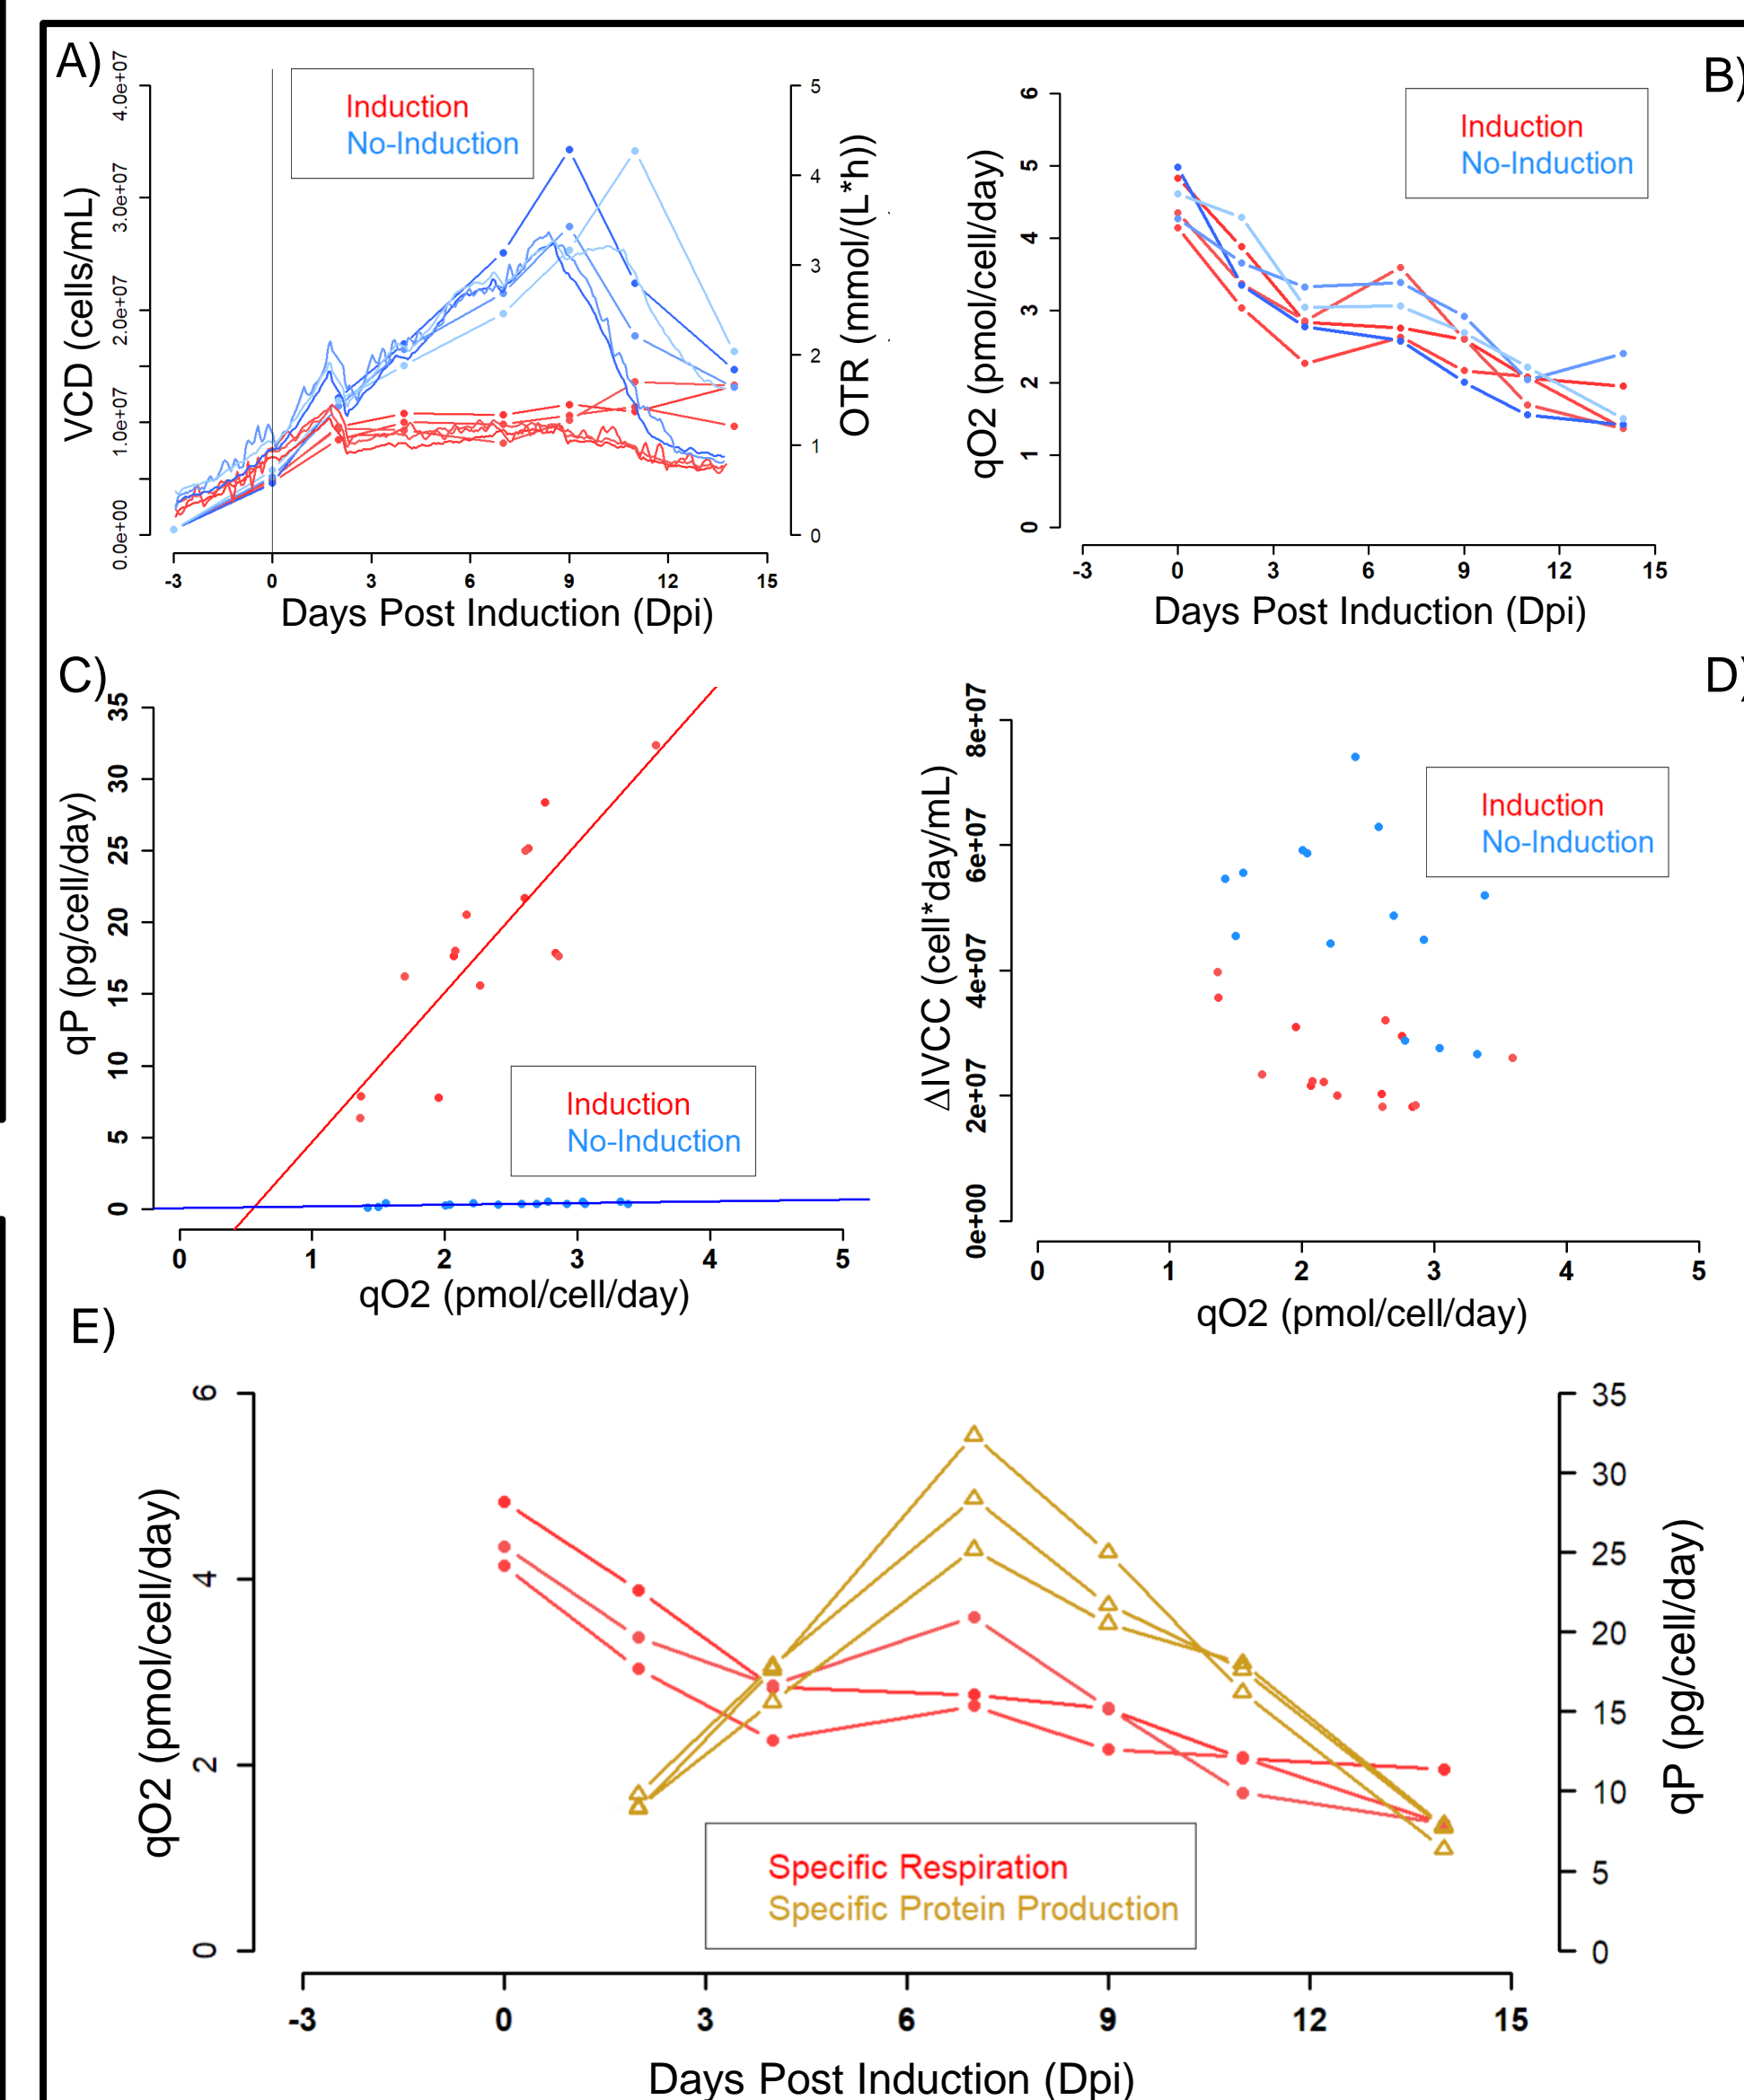 A)
Induction
No-Induction
VCD (cells/mL)
0.0e+00 1.0e+07 2.0e+07 3.0e+07 4.0e+07
OTR (mmol/(L*h))
0 1 2 3 4 5
-3 0 3 6 9 12 15
Days Post Induction (Dpi)
B)
Induction
No-Induction
qO2 (pmol/cell/day)
0 1 2 3 4 5 6
-3 0 3 6 9 12 15
Days Post Induction (Dpi)
C)
qP (pg/cell/day)
0 5 10 15 20 25 30 35
Induction
No-Induction
0 1 2 3 4 5
qO2 (pmol/cell/day)
D)
ΔIVCC (cell*day/mL)
0e+00 2e+07 4e+07 6e+07 8e+07
Induction
No-Induction
0 1 2 3 4 5
qO2 (pmol/cell/day)
E)
qO2 (pmol/cell/day)
0 2 4 6
qP (pg/cell/day)
0 5 10 15 20 25 30 35
Specific Respiration
Specific Protein Production
-3 0 3 6 9 12 15
Days Post Induction (Dpi)